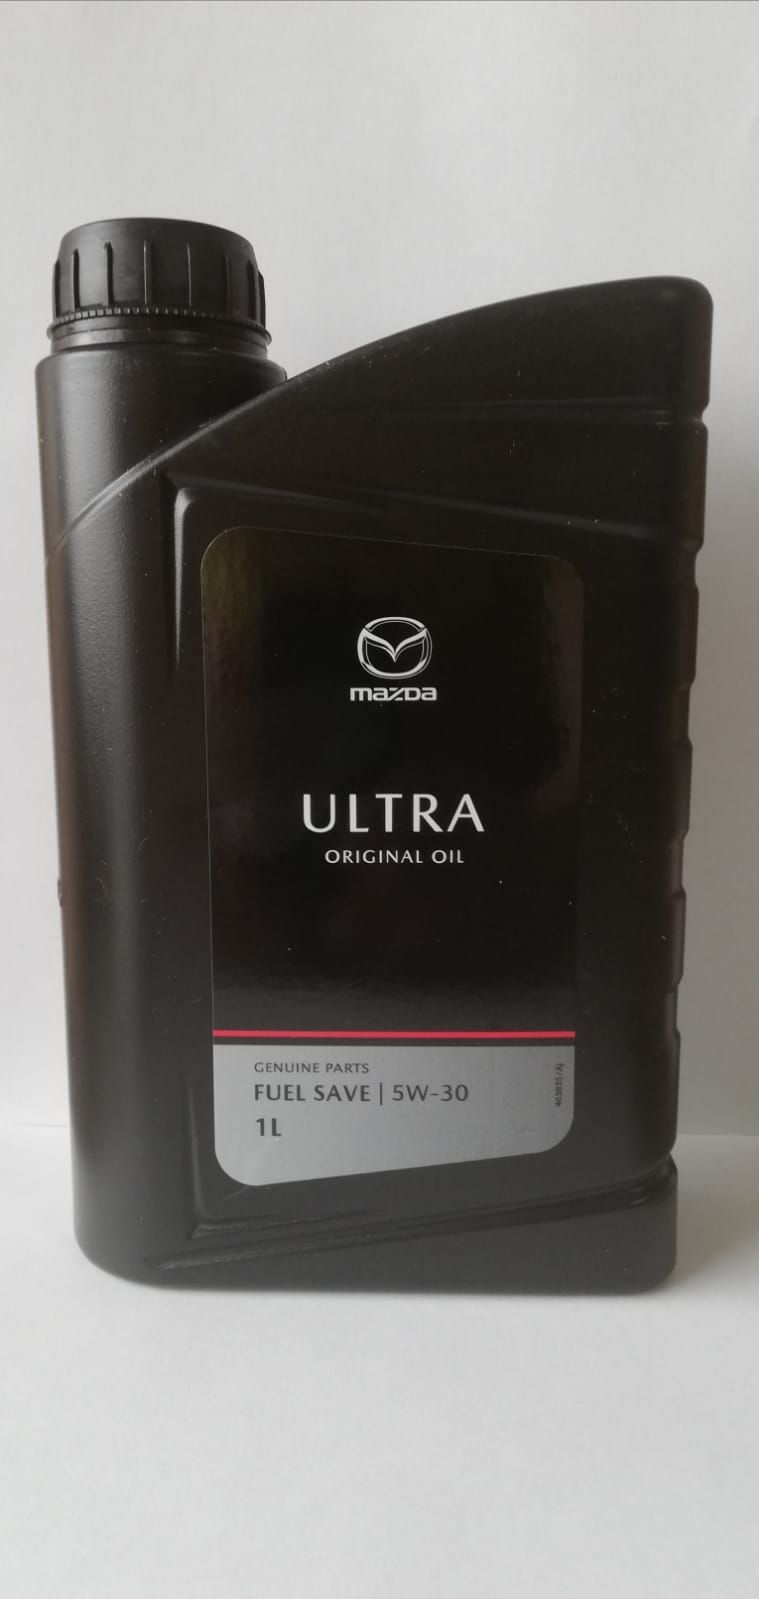 mazda
ULTRA
ORIGINAL OIL
GENUINE PARTS
FUEL SAVE | 5W-30
1L